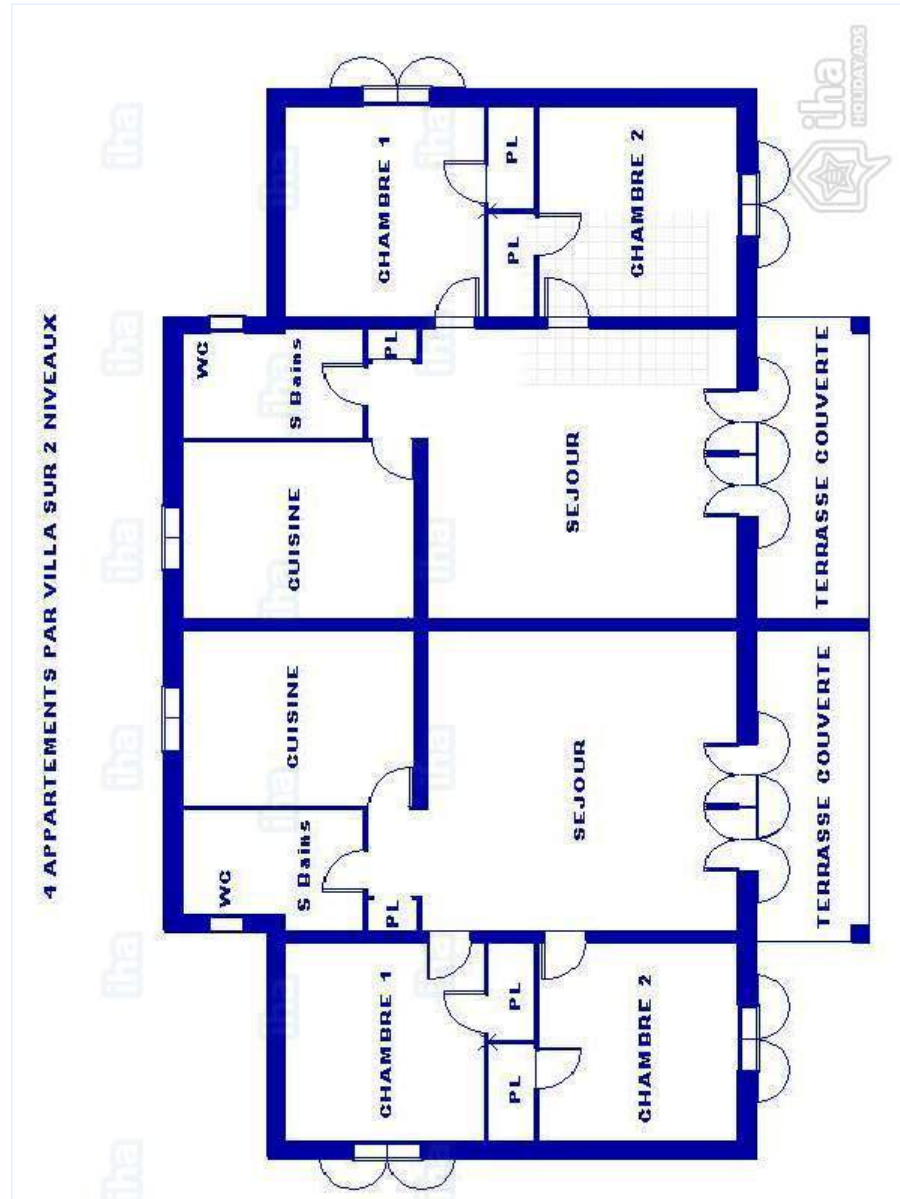 4 APPARTEMENTS PAR VILLA SUR 2 NIVEAUX
WC
WC
CUISINE
CUISINE
S Bains
S Bains
CHAMBRE 1
PL
PL
CHAMBRE 1
PL
PL
PL
PL
SEJOUR
SEJOUR
CHAMBRE 2
CHAMBRE 2
TERRASSE COUVERTE
TERRASSE COUVERTE
iha
HOLIDAY ADS